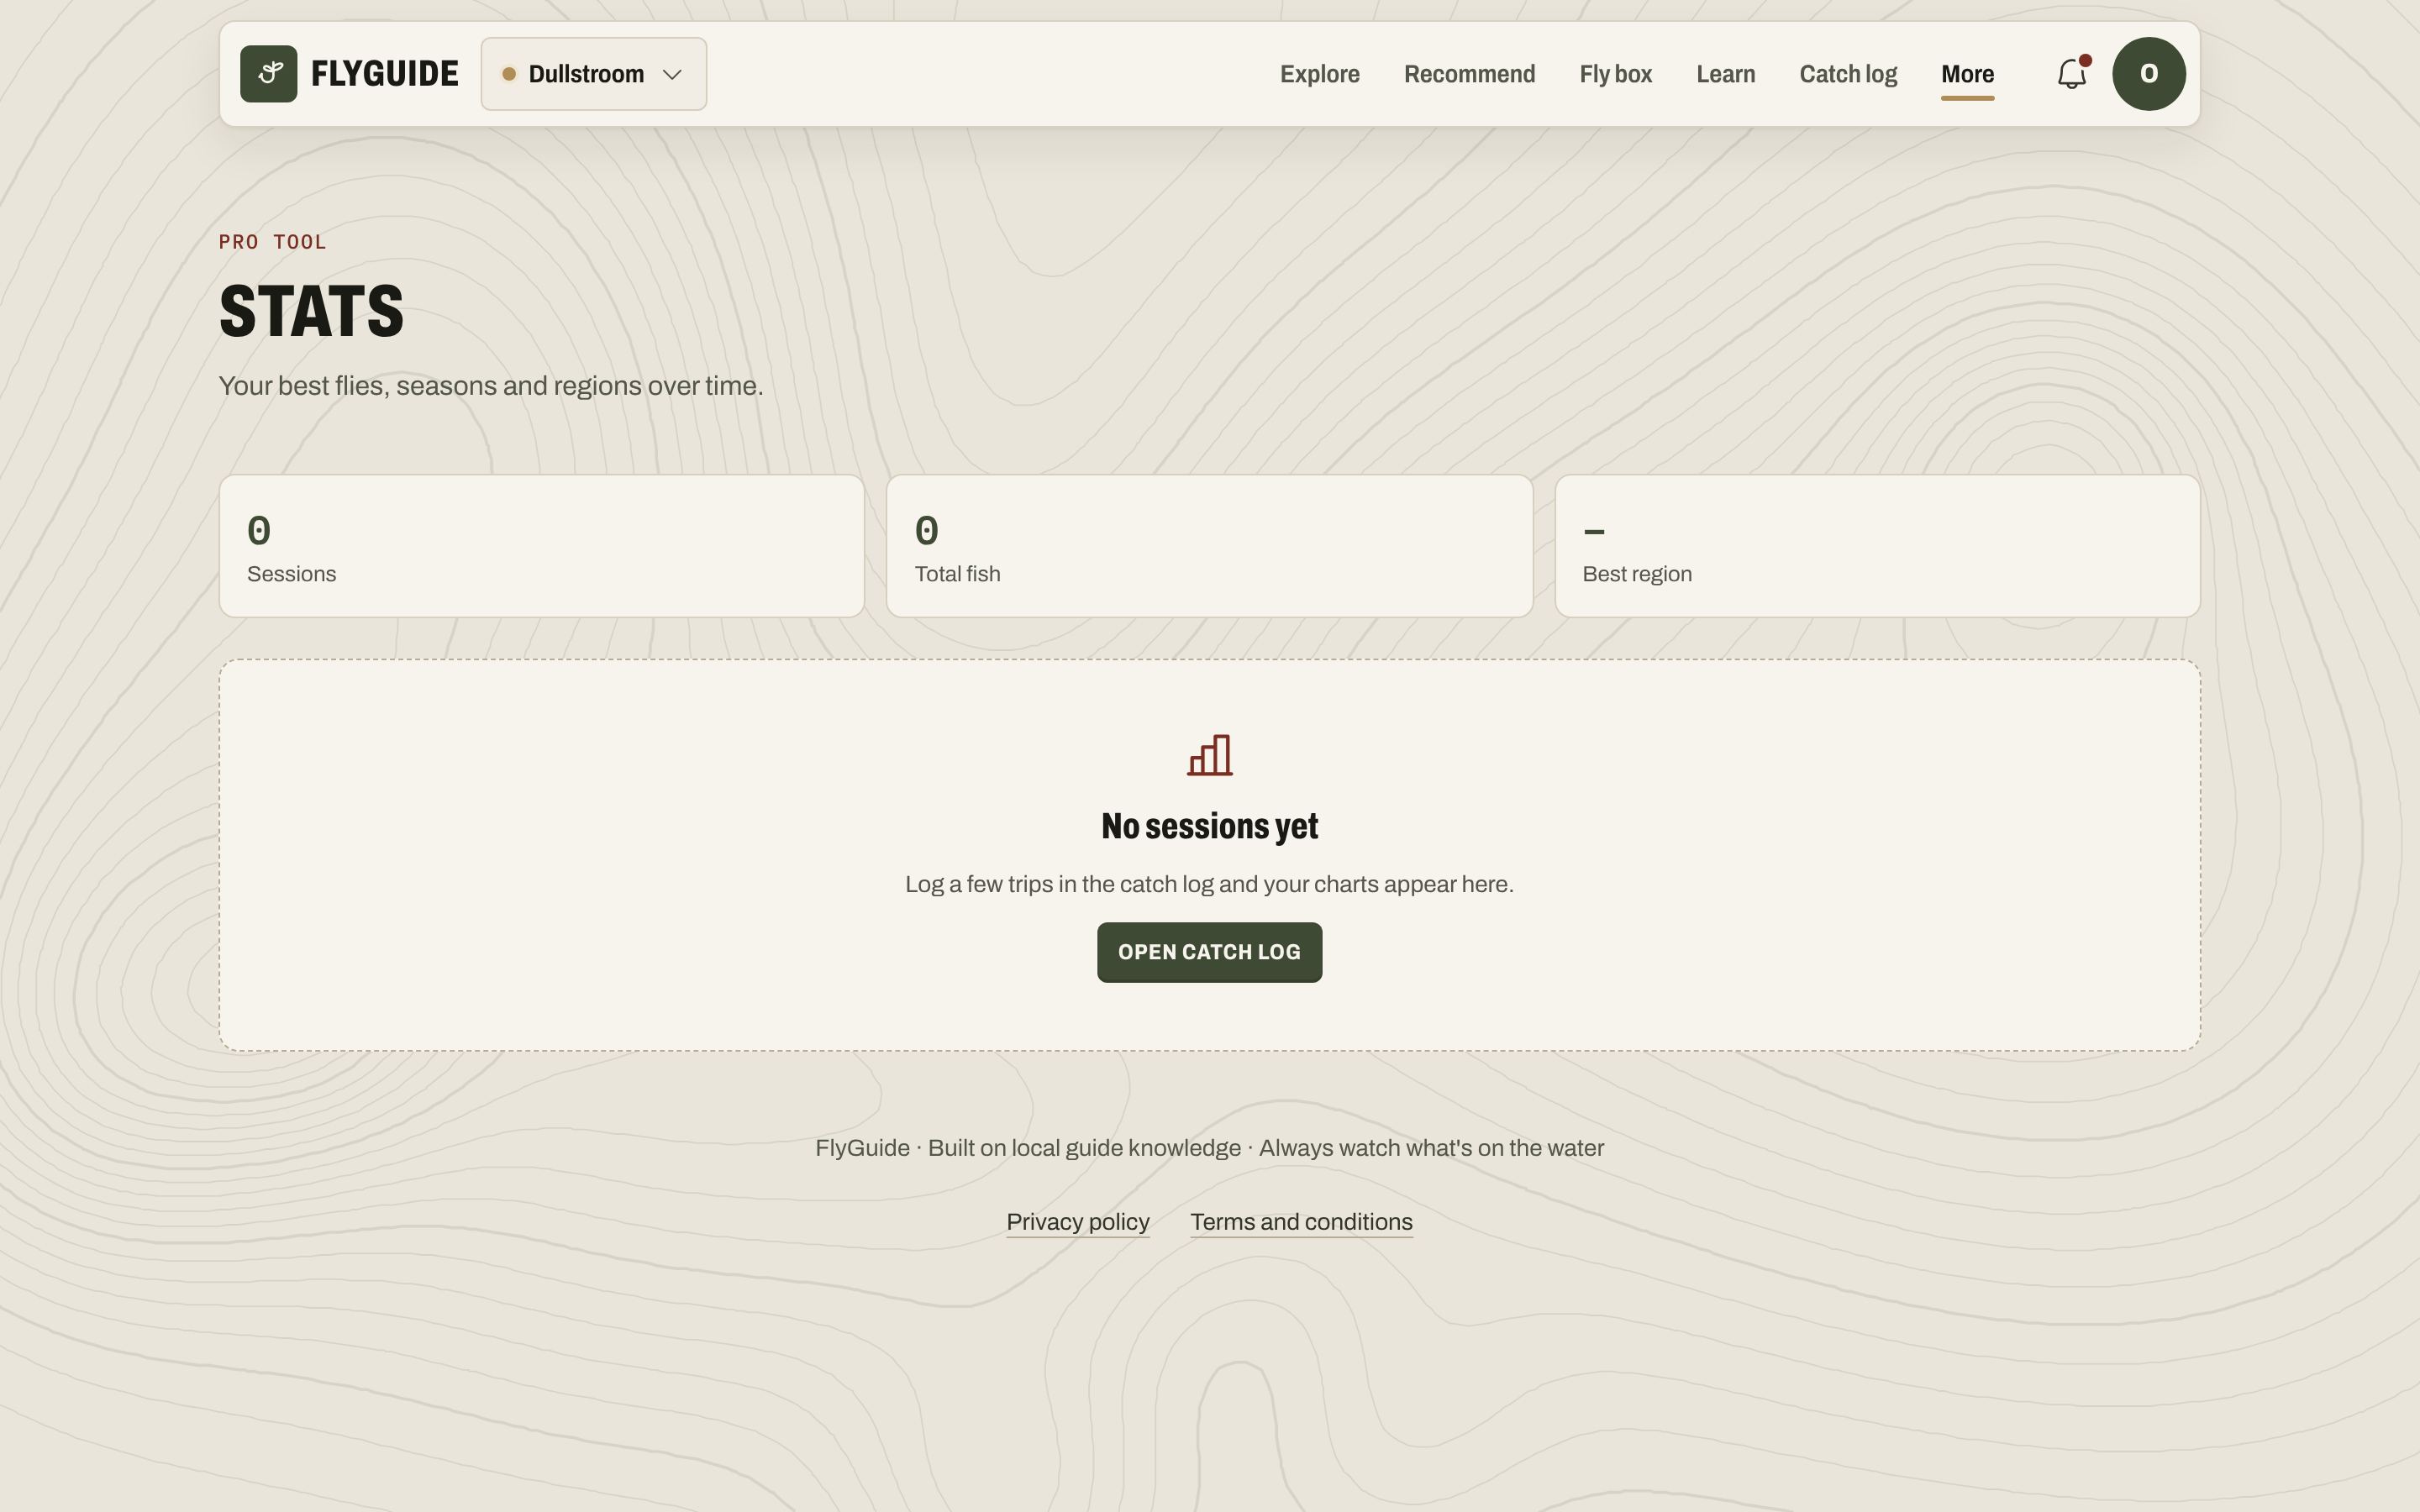 FLYGUIDE
Dullstroom
Explore
Recommend
Fly box
Learn
Catch log
More
O
PRO TOOL
STATS
Your best flies, seasons and regions over time.
0
Sessions
0
Total fish
–
Best region
No sessions yet
Log a few trips in the catch log and your charts appear here.
OPEN CATCH LOG
FlyGuide · Built on local guide knowledge · Always watch what's on the water
Privacy policy
Terms and conditions